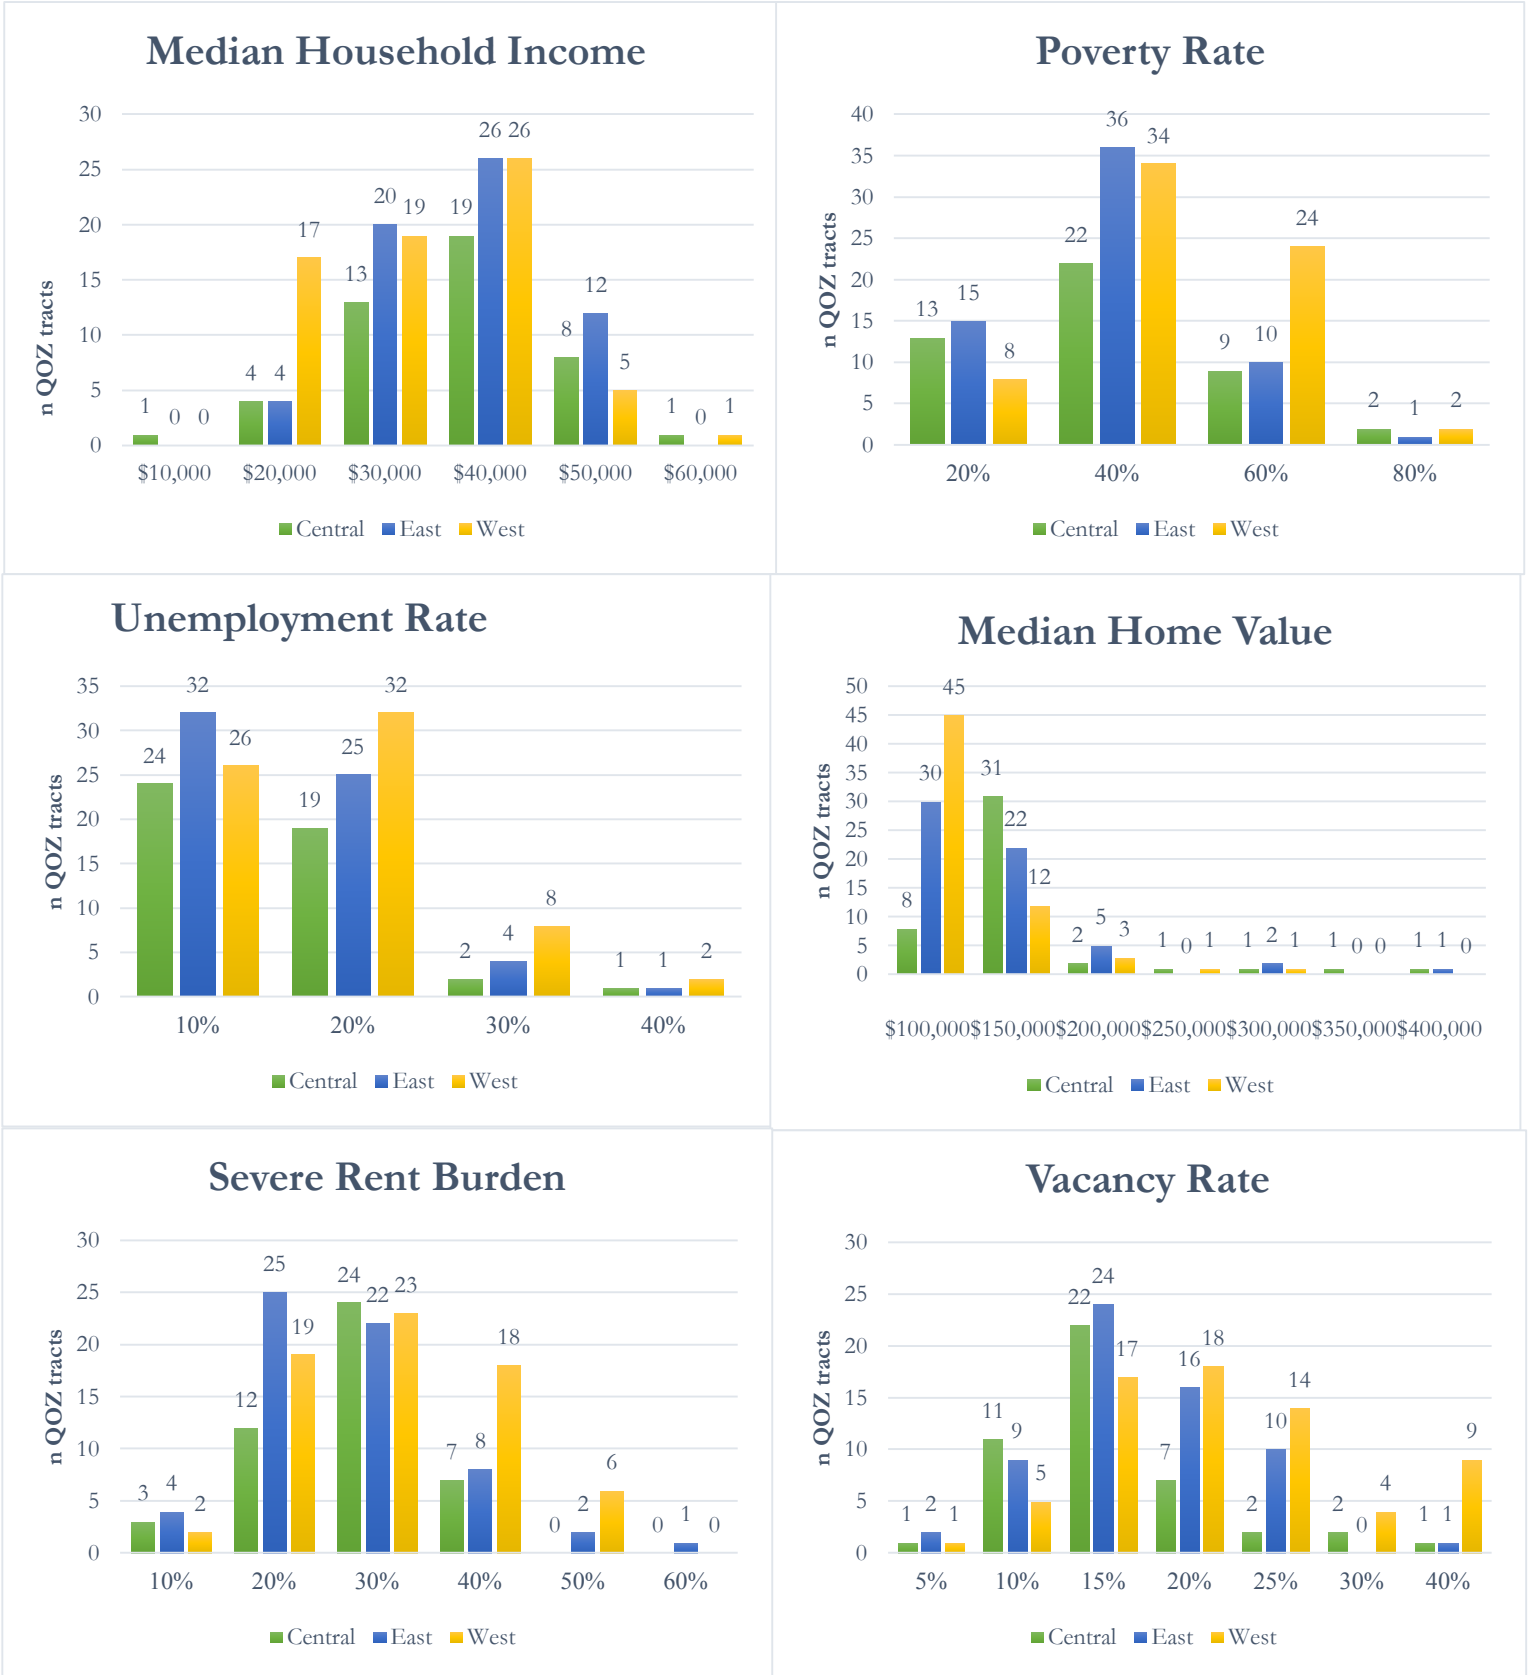 Median Household Income
n QOZ tracts
30
25
20
15
10
5
0
1 0 0
4 4 17
13 20 19
19 26 26
8 12 5
1 0 1
$10,000 $20,000 $30,000 $40,000 $50,000 $60,000
Central East West
Poverty Rate
n QOZ tracts
40
35
30
25
20
15
10
5
0
13 15 8
22 36 34
9 10 24
2 1 2
20% 40% 60% 80%
Central East West
Unemployment Rate
n QOZ tracts
35
30
25
20
15
10
5
0
24 32 26
19 25 32
2 4 8
1 1 2
10% 20% 30% 40%
Central East West
Median Home Value
n QOZ tracts
50
45
40
35
30
25
20
15
10
5
0
8 30 45
31 22 12
2 5 3
1 0 1
1 2 1
1 0 0
1 1 0
$100,000 $150,000 $200,000 $250,000 $300,000 $350,000 $400,000
Central East West
Severe Rent Burden
n QOZ tracts
30
25
20
15
10
5
0
3 4 2
12 25 19
24 22 23
7 8 18
0 2 6
0 1 0
10% 20% 30% 40% 50% 60%
Central East West
Vacancy Rate
n QOZ tracts
30
25
20
15
10
5
0
1 2 1
11 9 5
22 24 17
7 16 18
2 10 14
2 0 4
1 1 9
5% 10% 15% 20% 25% 30% 40%
Central East West